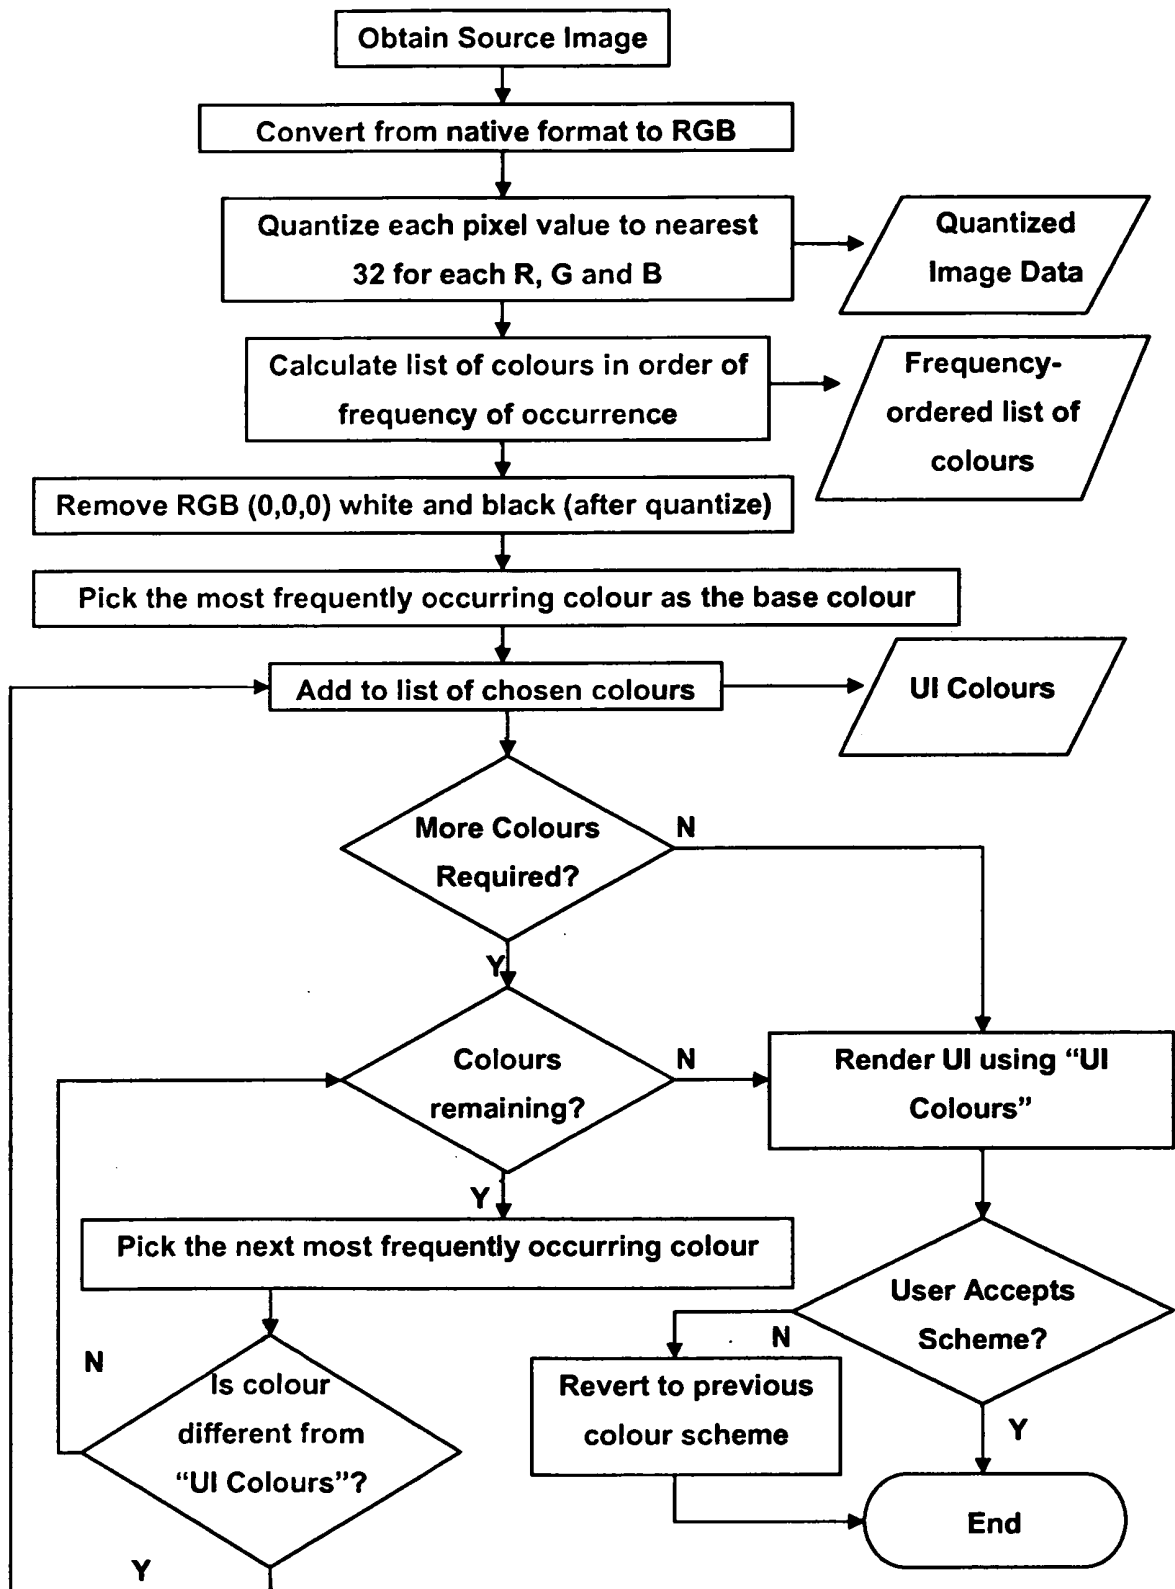 Obtain Source Image
Convert from native format to RGB
Quantize each pixel value to nearest
32 for each R, G and B
Quantized
Image Data
Calculate list of colours in order of
frequency of occurrence
Frequency-
ordered list of
colours
Remove RGB (0,0,0) white and black (after quantize)
Pick the most frequently occurring colour as the base colour
Add to list of chosen colours
UI Colours
More Colours
Required?
N
Y
Colours
remaining?
N
Render UI using “UI
Colours”
Y
Pick the next most frequently occurring colour
User Accepts
Scheme?
N
Is colour
different from
“UI Colours”?
N
Revert to previous
colour scheme
Y
End
Y